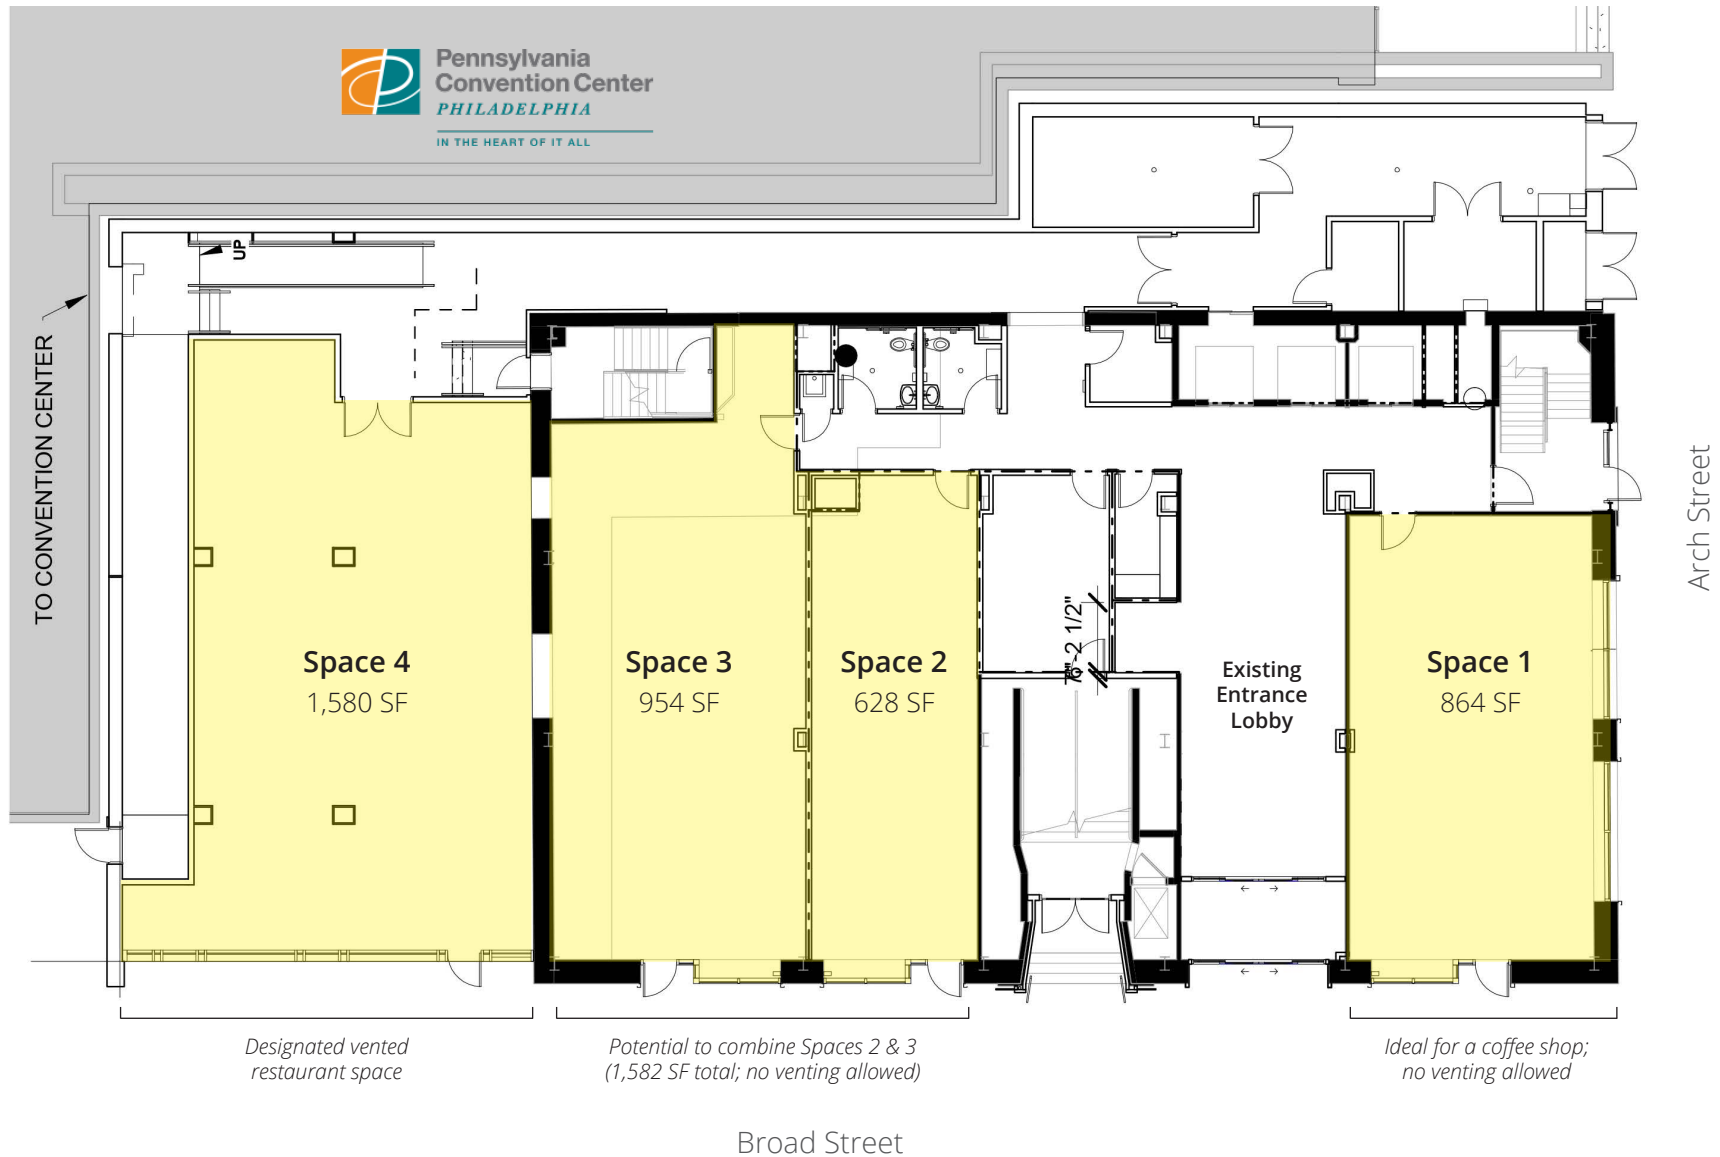 Pennsylvania
Convention Center
PHILADELPHIA
IN THE HEART OF IT ALL
UP
TO CONVENTION CENTER
Arch Street
Space 4
1,580 SF
Space 3
954 SF
Space 2
628 SF
2 1/2"
Existing
Entrance
Lobby
Space 1
864 SF
Designated vented
restaurant space
Potential to combine Spaces 2 & 3
(1,582 SF total; no venting allowed)
Ideal for a coffee shop;
no venting allowed
Broad Street